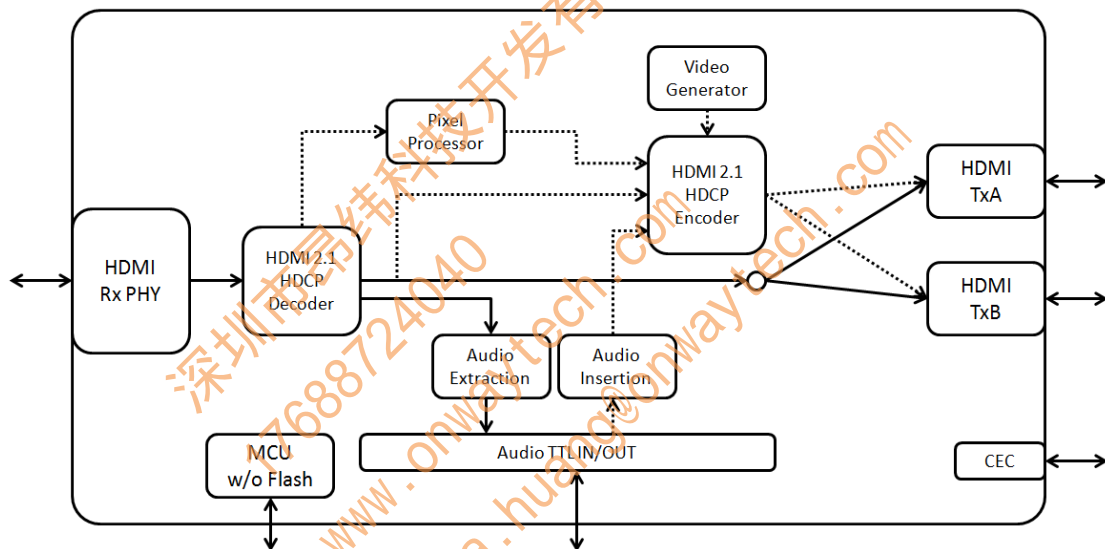 Video
Generator
Pixel
Processor
HDMI 2.1
HDCP
Encoder
HDMI
TxA
HDMI
Rx PHY
HDMI 2.1
HDCP
Decoder
HDMI
TxB
Audio
Extraction
Audio
Insertion
MCU
w/o Flash
Audio TTL IN/OUT
CEC
深圳市昂纬科技开发有
17688724040
www.onwaytech.com
a.huang@onwaytech.com